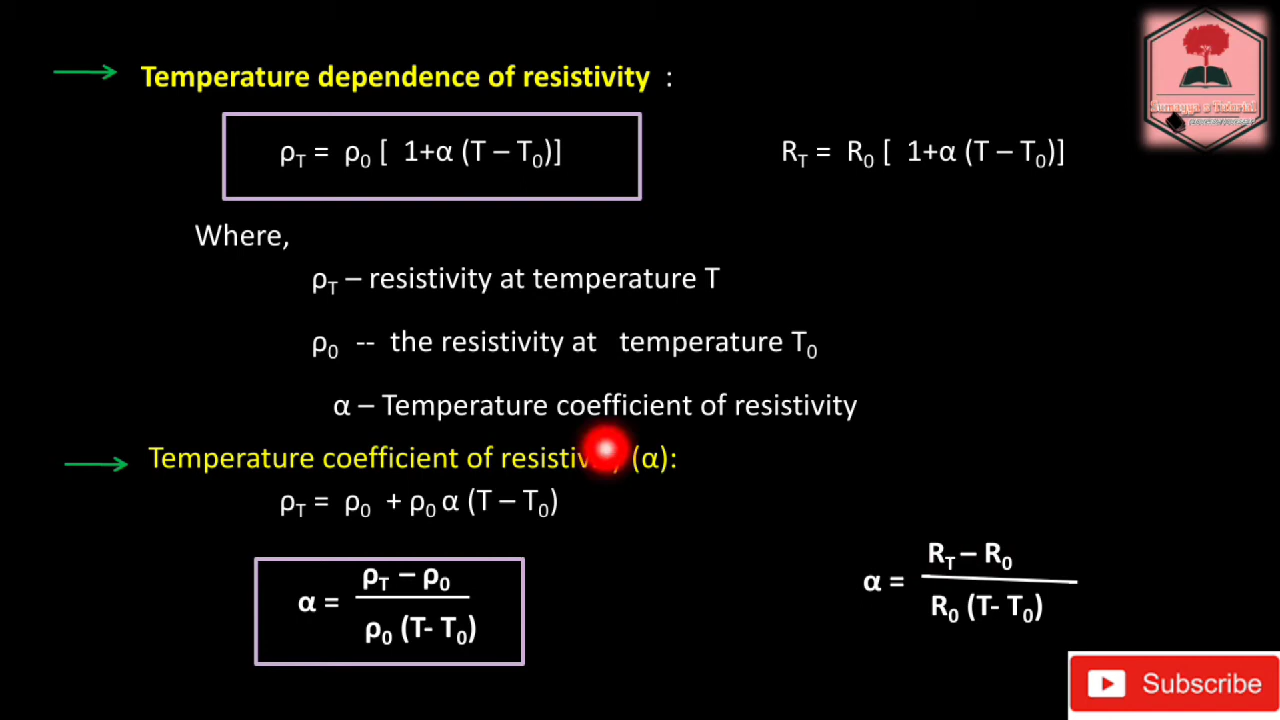 Temperature dependence of resistivity :
ρT = ρ0 [ 1+α (T – T0)]
RT = R0 [ 1+α (T – T0)]
Where,
ρT – resistivity at temperature T
ρ0 -- the resistivity at temperature T0
α – Temperature coefficient of resistivity
Temperature coefficient of resistivity (α):
ρT = ρ0 + ρ0 α (T – T0)
α = ρT – ρ0
ρ0 (T- T0)
α = RT – R0
R0 (T- T0)
Subscribe